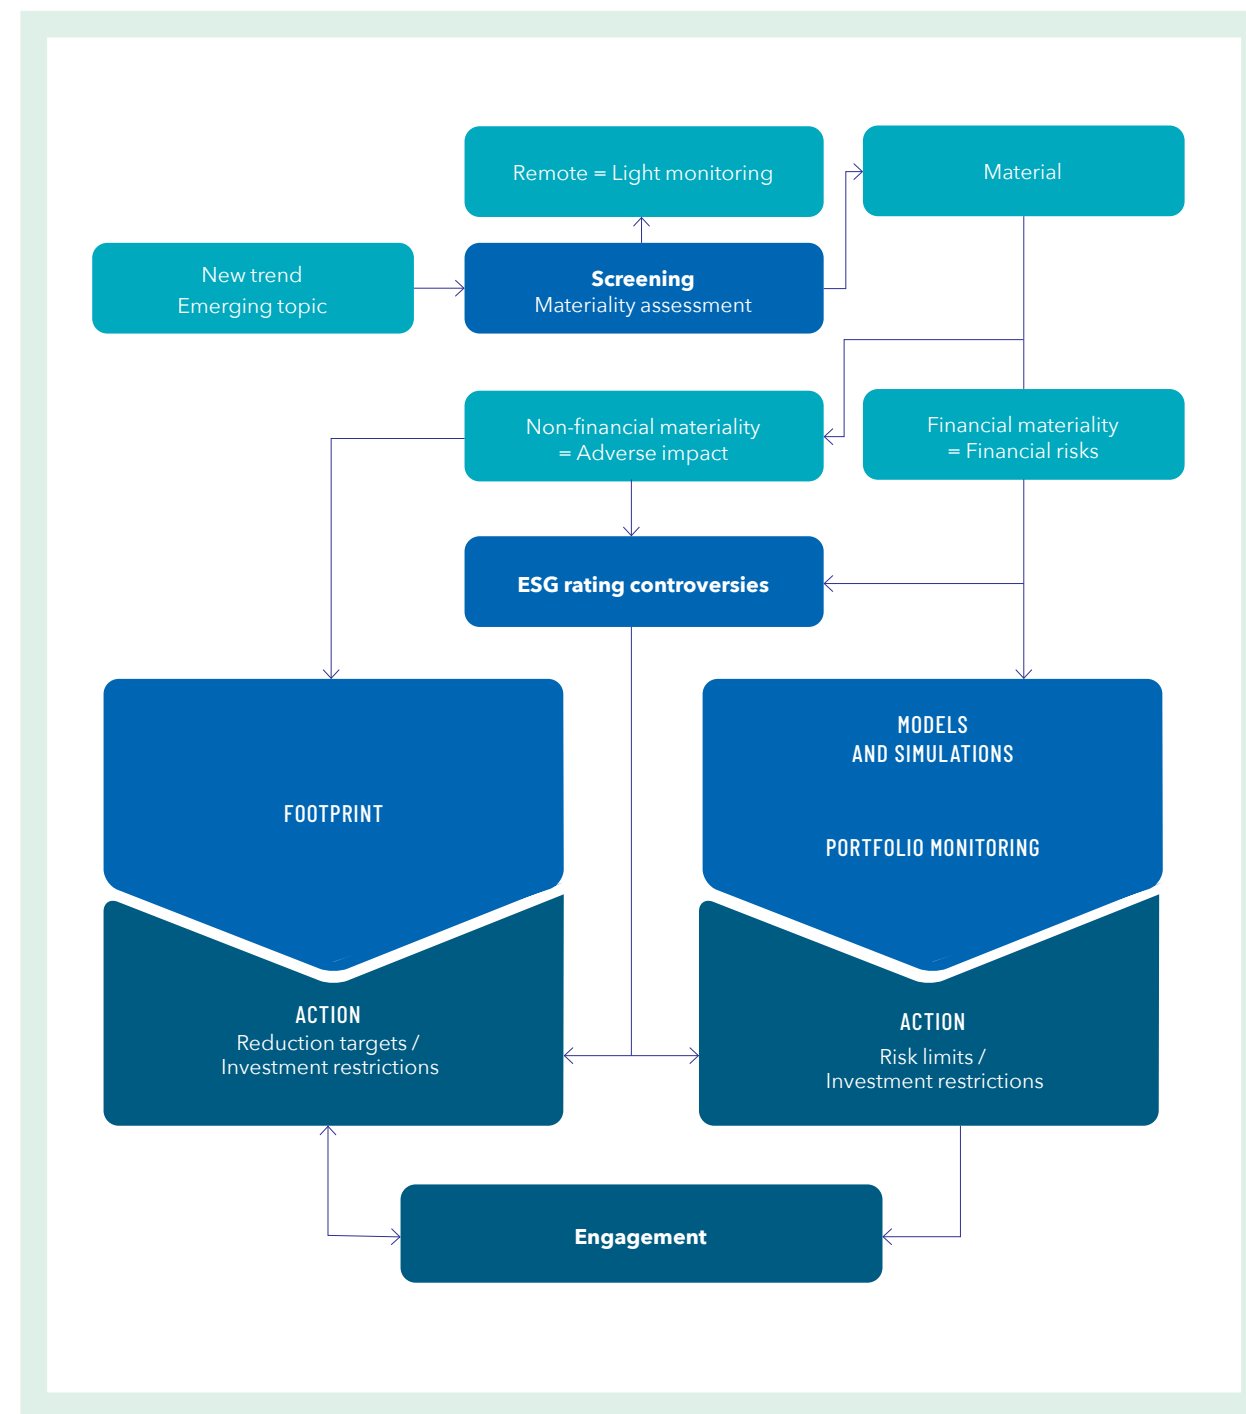 Remote = Light monitoring
Material
New trend
Emerging topic
Screening
Materiality assessment
Non-financial materiality
= Adverse impact
Financial materiality
= Financial risks
ESG rating controversies
FOOTPRINT
MODELS
AND SIMULATIONS
PORTFOLIO MONITORING
ACTION
Reduction targets /
Investment restrictions
ACTION
Risk limits /
Investment restrictions
Engagement